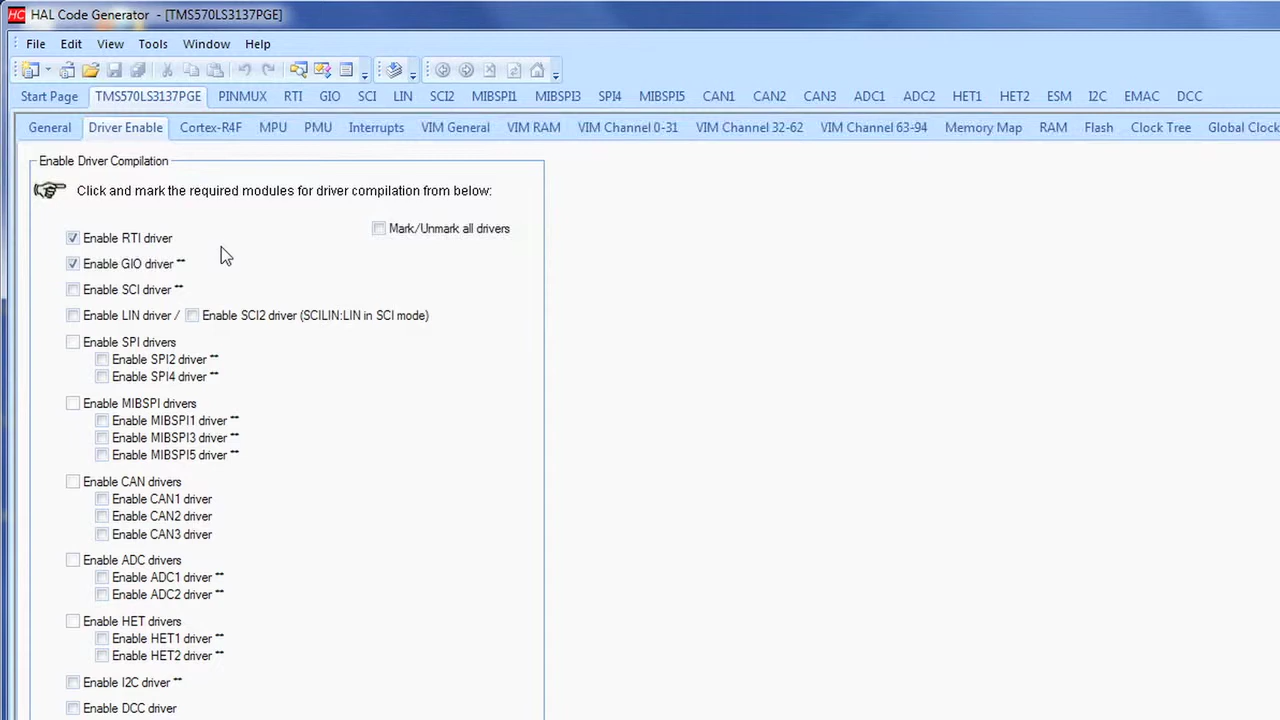 HC HAL Code Generator - [TMS570LS3137PGE]
File Edit View Tools Window Help
Start Page TMS570LS3137PGE PINMUX RTI GIO SCI LIN SCI2 MIBSPI1 MIBSPI3 SPI4 MIBSPI5 CAN1 CAN2 CAN3 ADC1 ADC2 HET1 HET2 ESM I2C EMAC DCC
General Driver Enable Cortex-R4F MPU PMU Interrupts VIM General VIM RAM VIM Channel 0-31 VIM Channel 32-62 VIM Channel 63-94 Memory Map RAM Flash Clock Tree Global Clock
Enable Driver Compilation
Click and mark the required modules for driver compilation from below:
Mark/Unmark all drivers
Enable RTI driver
Enable GIO driver **
Enable SCI driver **
Enable LIN driver / Enable SCI2 driver (SCILIN:LIN in SCI mode)
Enable SPI drivers
Enable SPI2 driver **
Enable SPI4 driver **
Enable MIBSPI drivers
Enable MIBSPI1 driver **
Enable MIBSPI3 driver **
Enable MIBSPI5 driver **
Enable CAN drivers
Enable CAN1 driver
Enable CAN2 driver
Enable CAN3 driver
Enable ADC drivers
Enable ADC1 driver **
Enable ADC2 driver **
Enable HET drivers
Enable HET1 driver **
Enable HET2 driver **
Enable I2C driver **
Enable DCC driver